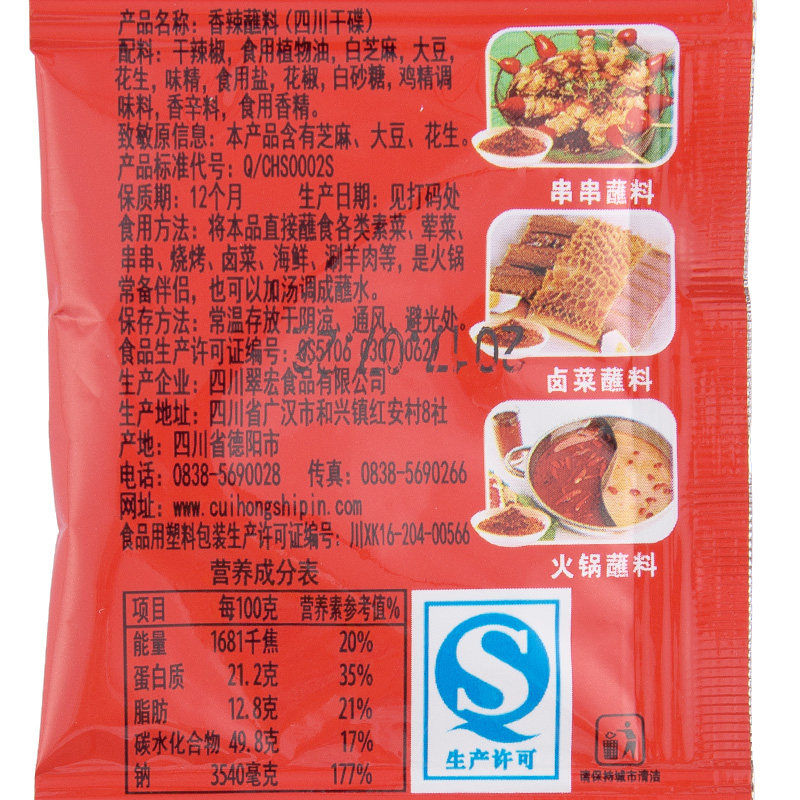 产品名称：香辣蘸料（四川干碟）
配料：干辣椒，食用植物油，白芝麻，大豆，
花生，味精，食用盐，花椒，白砂糖，鸡精调
味料，香辛料，食用香精。
致敏原信息：本产品含有芝麻、大豆、花生。
产品标准代号：Q/CHS0002S
保质期：12个月 生产日期：见打码处
食用方法：将本品直接蘸食各类素菜、荤菜、
串串、烧烤、卤菜、海鲜、涮羊肉等，是火锅
常备伴侣，也可以加汤调成蘸水。
保存方法：常温存放于阴凉、通风、避光处
食品生产许可证编号：
生产企业：四川翠宏食品有限公司
生产地址：四川省广汉市和兴镇红安村8社
产地：四川省德阳市
电话：0838-5690028 传真：0838-5690266
网址：www.cuihongshipin.com
食品用塑料包装生产许可证编号：川XK16-204-00566
串串蘸料
卤菜蘸料
火锅蘸料
营养成分表
项目 每100克 营养素参考值%
能量 1681千焦 20%
蛋白质 21.2克 35%
脂肪 12.8克 21%
碳水化合物 49.8克 17%
钠 3540毫克 177%
生产许可
请保持城市清洁